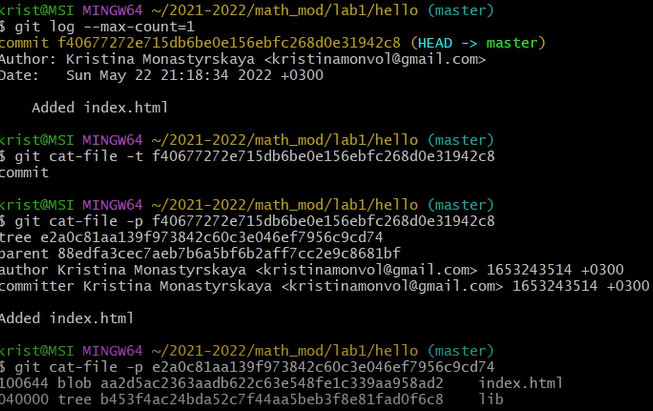 krist@MSI MINGW64 ~/2021-2022/math_mod/lab1/hello (master)
$ git log --max-count=1
commit f40677272e715db6be0e156ebfc268d0e31942c8 (HEAD -> master)
Author: Kristina Monastyrskaya <kristinamonvol@gmail.com>
Date:   Sun May 22 21:18:34 2022 +0300
    Added index.html
krist@MSI MINGW64 ~/2021-2022/math_mod/lab1/hello (master)
$ git cat-file -t f40677272e715db6be0e156ebfc268d0e31942c8
commit
krist@MSI MINGW64 ~/2021-2022/math_mod/lab1/hello (master)
$ git cat-file -p f40677272e715db6be0e156ebfc268d0e31942c8
tree e2a0c81aa139f973842c60c3e046ef7956c9cd74
parent 88edfa3cec7aeb7b6a5bf6b2aff7cc2e9c8681bf
author Kristina Monastyrskaya <kristinamonvol@gmail.com> 1653243514 +0300
committer Kristina Monastyrskaya <kristinamonvol@gmail.com> 1653243514 +0300
Added index.html
krist@MSI MINGW64 ~/2021-2022/math_mod/lab1/hello (master)
$ git cat-file -p e2a0c81aa139f973842c60c3e046ef7956c9cd74
100644 blob aa2d5ac2363aadb622c63e548fe1c339aa958ad2    index.html
040000 tree b453f4ac24bda52c7f44aa5beb3f8e81fad0f6c8    lib